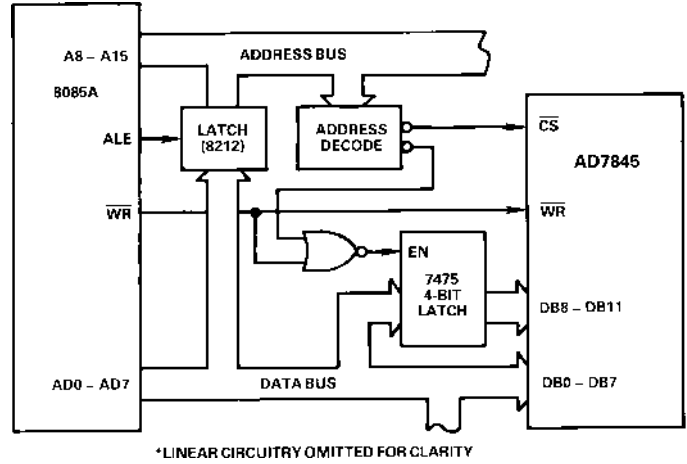 A8 – A15
ADDRESS BUS
8085A
ALE
LATCH
(8212)
ADDRESS
DECODE
CS
AD7845
WR
WR
EN
7475
4-BIT
LATCH
DB8 – DB11
AD0 – AD7
DATA BUS
DB0 – DB7
*LINEAR CIRCUITRY OMITTED FOR CLARITY